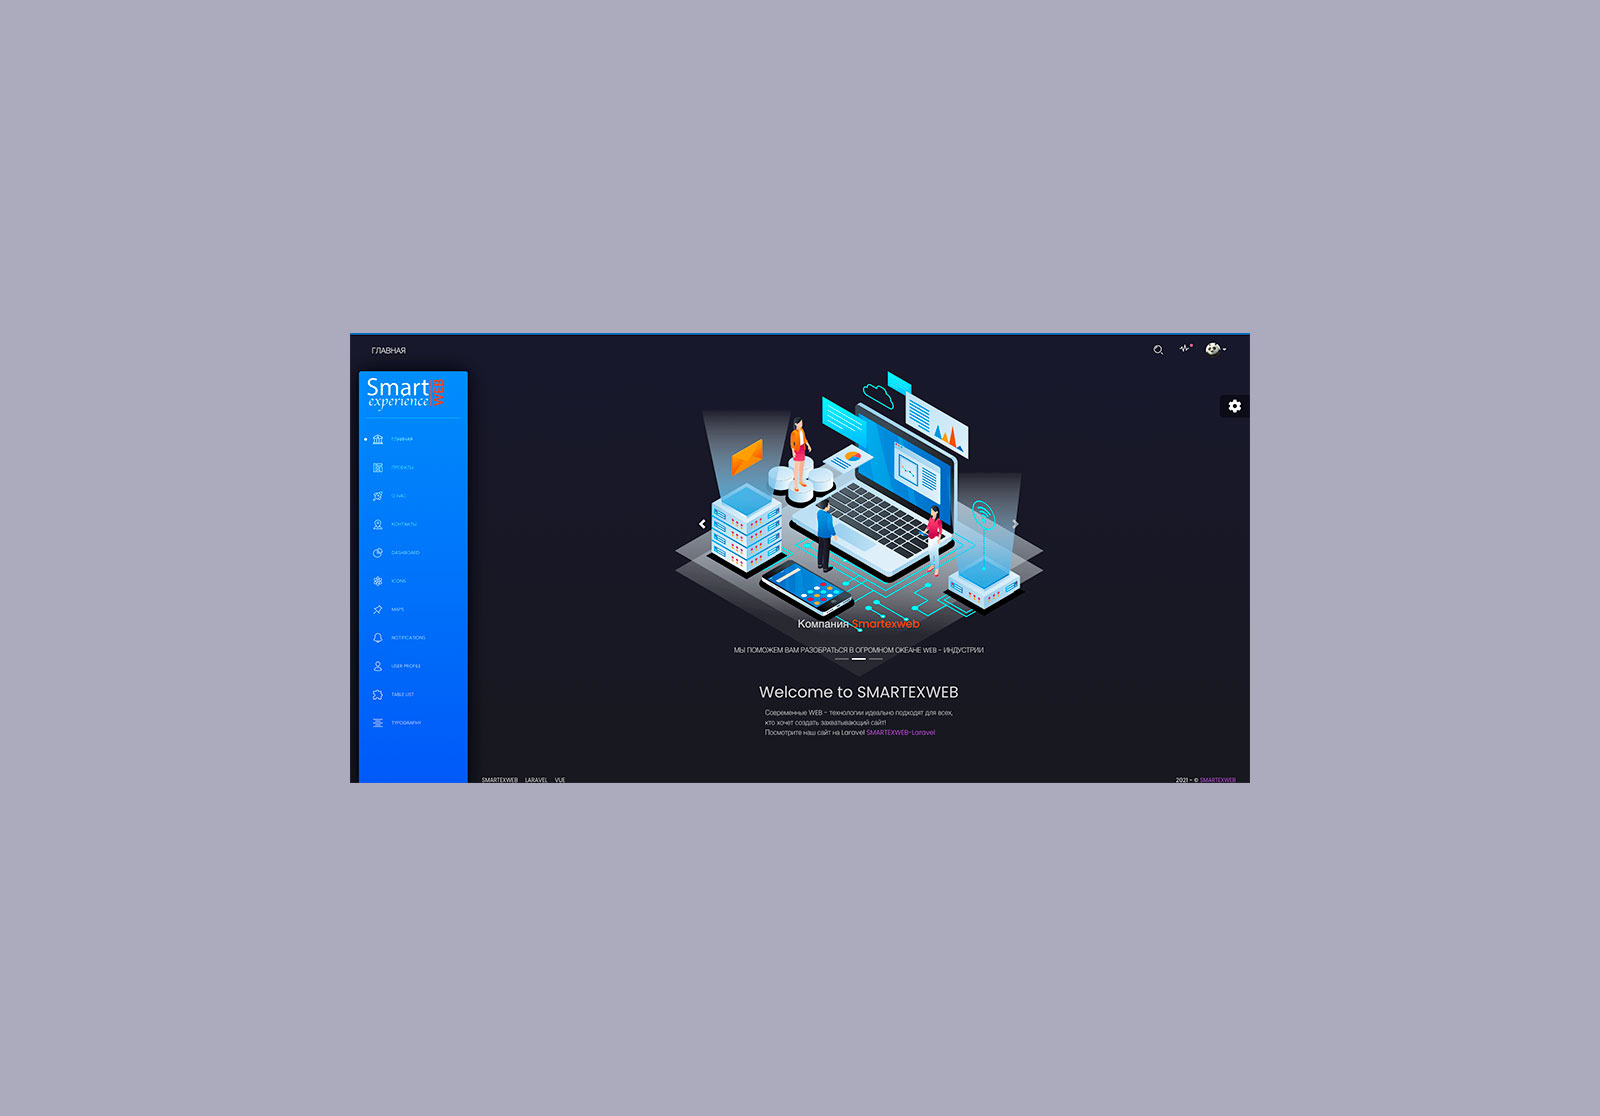 ГЛАВНАЯ
Smart
experience
WEB
ГЛАВНАЯ
ПРОЕКТЫ
О НАС
КОНТАКТЫ
DASHBOARD
ICONS
MAPS
NOTIFICATIONS
USER PROFILE
TABLE LIST
TYPOGRAPHY
Компания Smartexweb
МЫ ПОМОЖЕМ ВАМ РАЗОБРАТЬСЯ В ОГРОМНОМ ОКЕАНЕ WEB - ИНДУСТРИИ
Welcome to SMARTEXWEB
Современные WEB - технологии идеально подходят для всех,
кто хочет создать захватывающий сайт!
Посмотрите наш сайт на Laravel SMARTEXWEB-Laravel
SMARTEXWEB LARAVEL VUE
2021 - © SMARTEXWEB